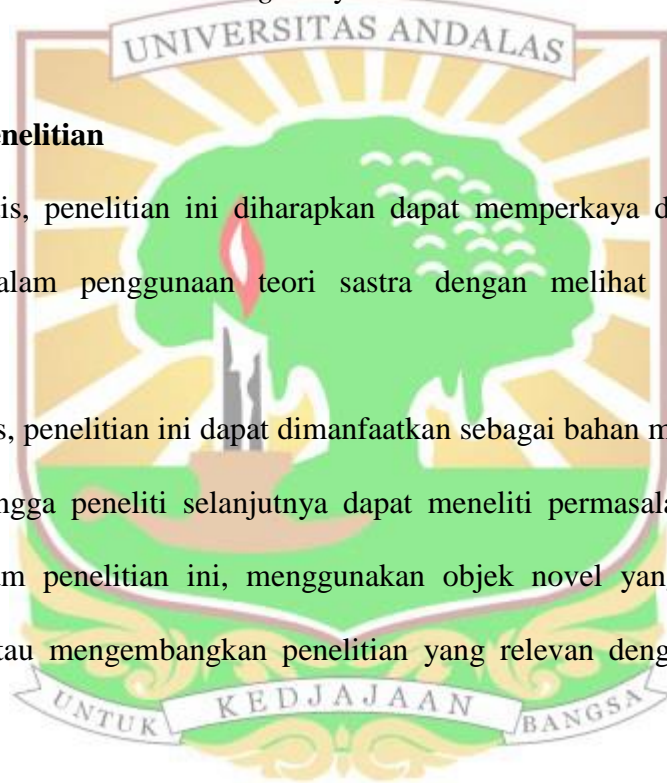 UNIVERSITAS ANDALAS
enelitian
is, penelitian ini diharapkan dapat memperkaya d
alam penggunaan teori sastra dengan melihat
s, penelitian ini dapat dimanfaatkan sebagai bahan m
ngga peneliti selanjutnya dapat meneliti permasala
am penelitian ini, menggunakan objek novel yan
tau mengembangkan penelitian yang relevan deng
UNTUK KEDJAJAAN BANGSA